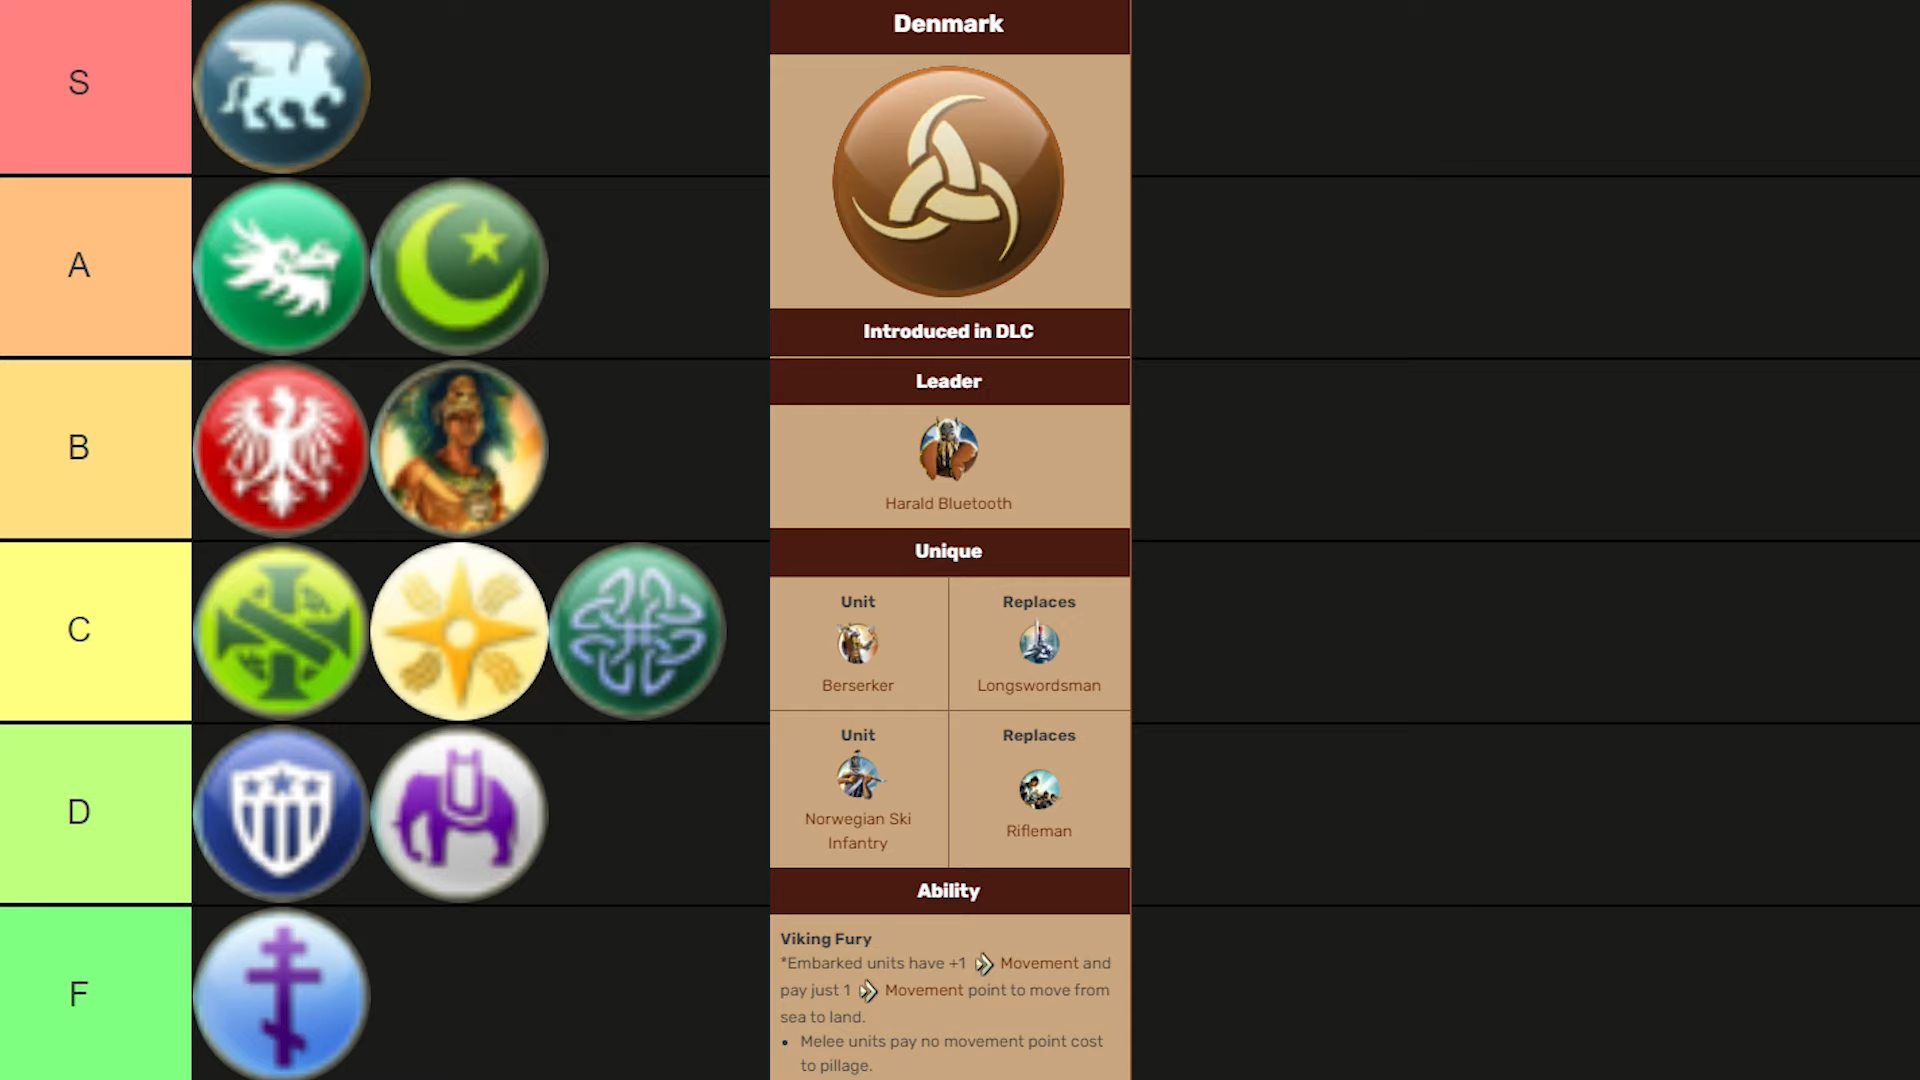 S
A
B
C
D
F
Denmark
Introduced in DLC
Leader
Harald Bluetooth
Unique
Unit
Replaces
Berserker
Longswordsman
Unit
Replaces
Norwegian Ski
Infantry
Rifleman
Ability
Viking Fury
*Embarked units have +1 Movement and
pay just 1 Movement point to move from
sea to land.
• Melee units pay no movement point cost
to pillage.